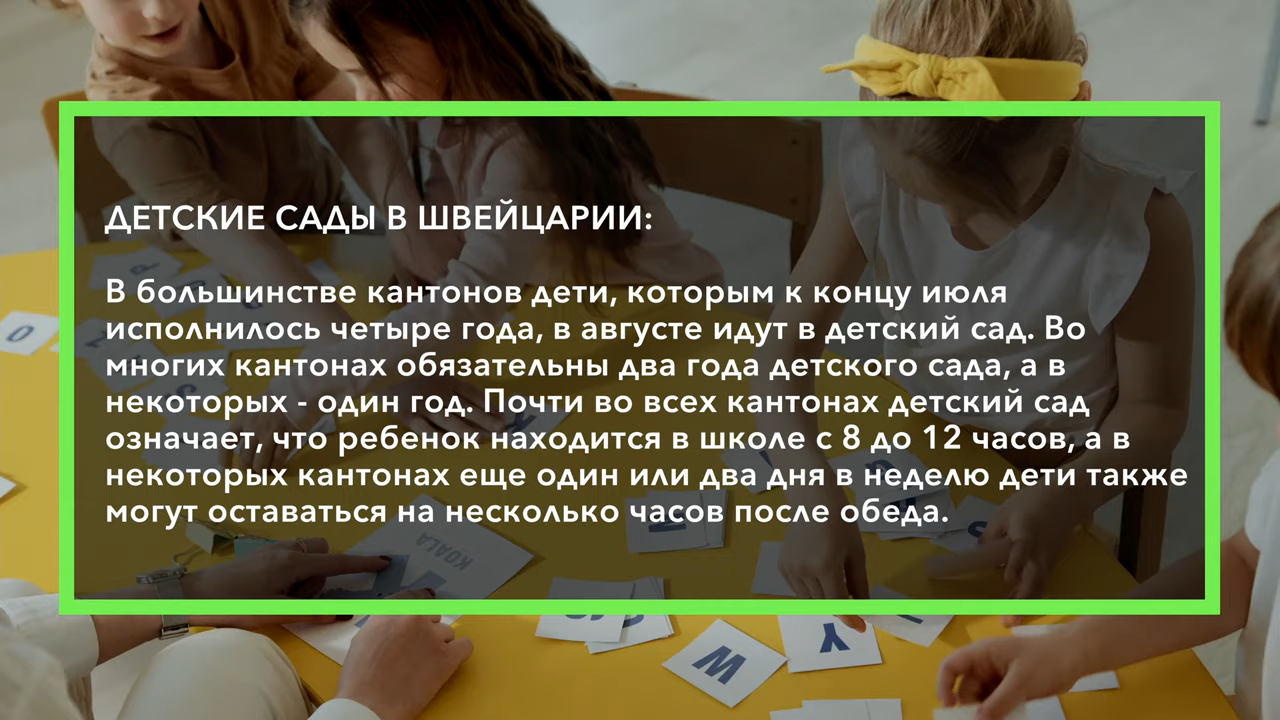 ДЕТСКИЕ САДЫ В ШВЕЙЦАРИИ:
В большинстве кантонов дети, которым к концу июля
исполнилось четыре года, в августе идут в детский сад. Во
многих кантонах обязательны два года детского сада, а в
некоторых - один год. Почти во всех кантонах детский сад
означает, что ребенок находится в школе с 8 до 12 часов, а в
некоторых кантонах еще один или два дня в неделю дети также
могут оставаться на несколько часов после обеда.
KOALA
W
Y